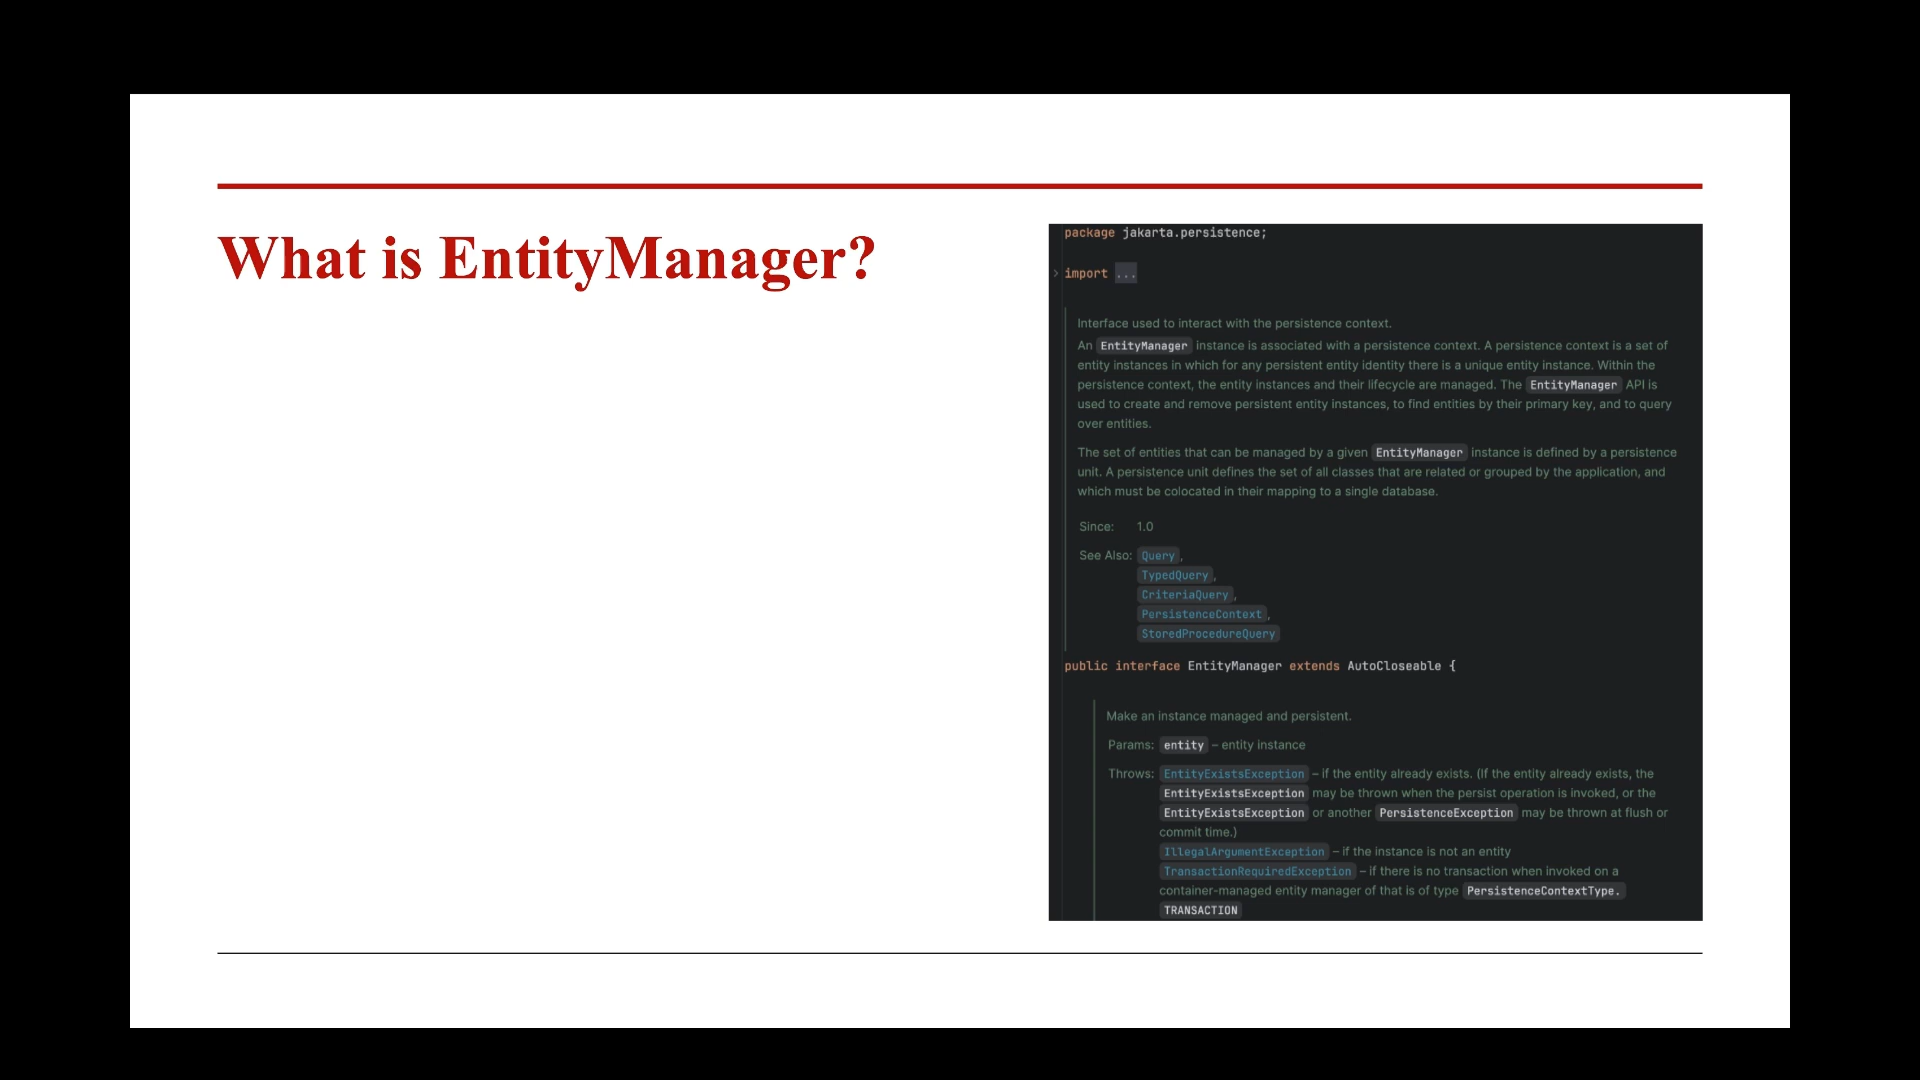 What is EntityManager?
package jakarta.persistence;
import ...
Interface used to interact with the persistence context.
An EntityManager instance is associated with a persistence context. A persistence context is a set of
entity instances in which for any persistent entity identity there is a unique entity instance. Within the
persistence context, the entity instances and their lifecycle are managed. The EntityManager API is
used to create and remove persistent entity instances, to find entities by their primary key, and to query
over entities.
The set of entities that can be managed by a given EntityManager instance is defined by a persistence
unit. A persistence unit defines the set of all classes that are related or grouped by the application, and
which must be colocated in their mapping to a single database.
Since: 1.0
See Also: Query,
TypedQuery,
CriteriaQuery,
PersistenceContext,
StoredProcedureQuery
public interface EntityManager extends AutoCloseable {
Make an instance managed and persistent.
Params: entity – entity instance
Throws: EntityExistsException – if the entity already exists. (If the entity already exists, the
EntityExistsException may be thrown when the persist operation is invoked, or the
EntityExistsException or another PersistenceException may be thrown at flush or
commit time.)
IllegalArgumentException – if the instance is not an entity
TransactionRequiredException – if there is no transaction when invoked on a
container-managed entity manager of that is of type PersistenceContextType.
TRANSACTION